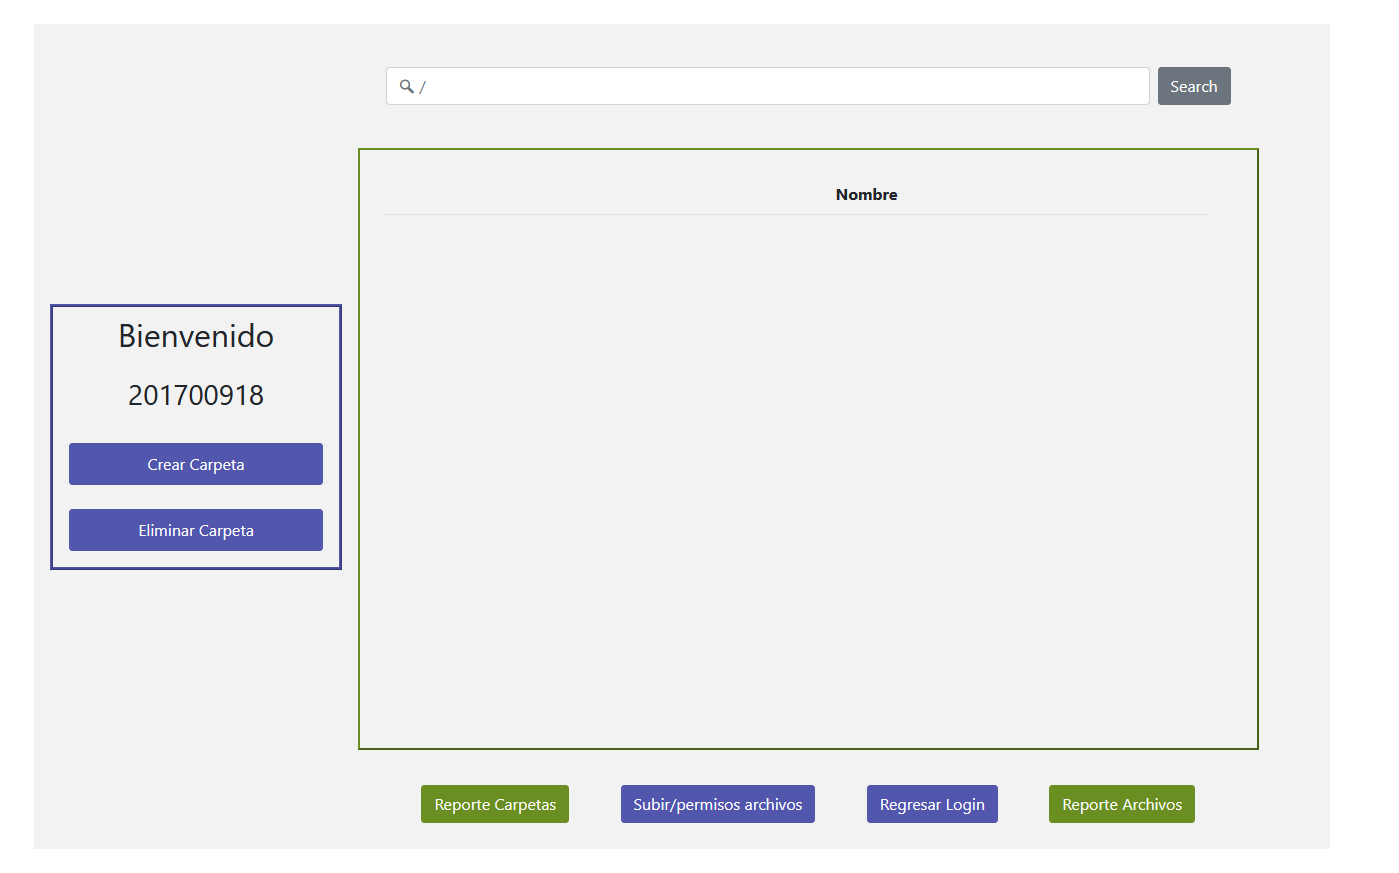 🔍 /
Search
Nombre
Bienvenido
201700918
Crear Carpeta
Eliminar Carpeta
Reporte Carpetas
Subir/permisos archivos
Regresar Login
Reporte Archivos